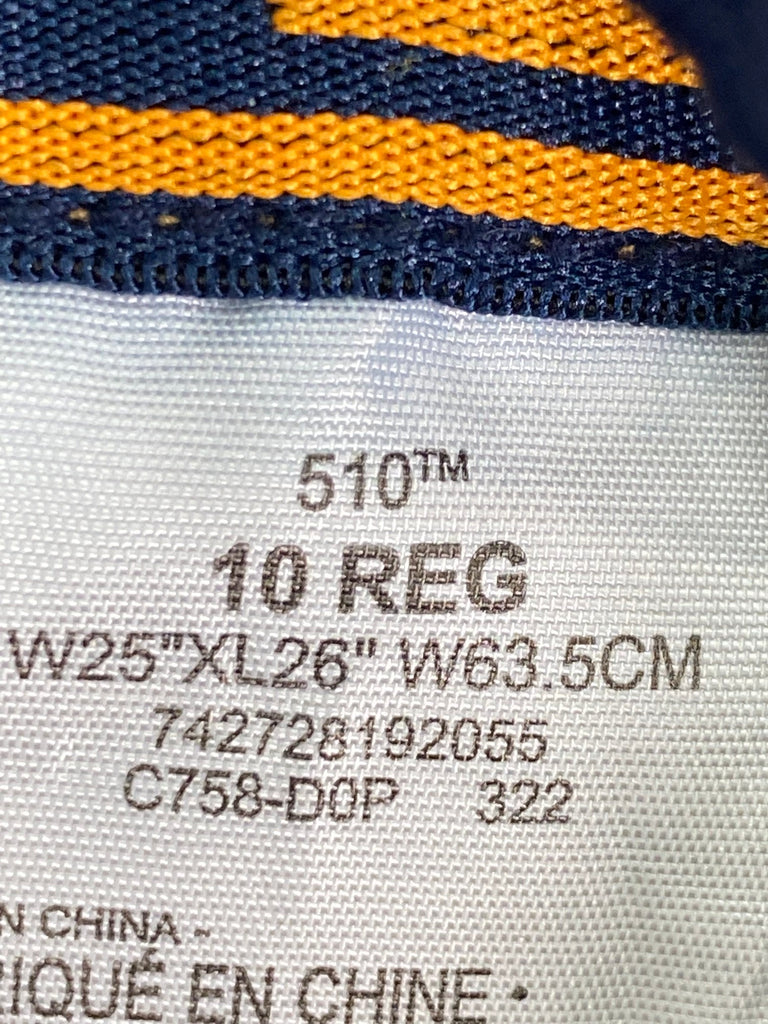 510™
10 REG
W25"XL26" W63.5CM
742728192055
C758-D0P 322
N CHINA -
RIQUÉ EN CHINE •